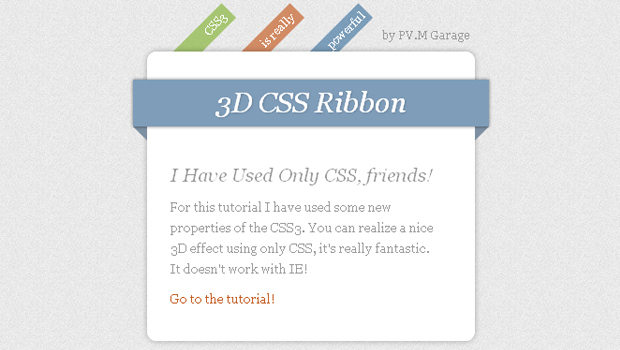 CSS3
is really
powerful
by PV.M Garage
3D CSS Ribbon
I Have Used Only CSS, friends!
For this tutorial I have used some new
properties of the CSS3. You can realize a nice
3D effect using only CSS, it's really fantastic.
It doesn't work with IE!
Go to the tutorial!